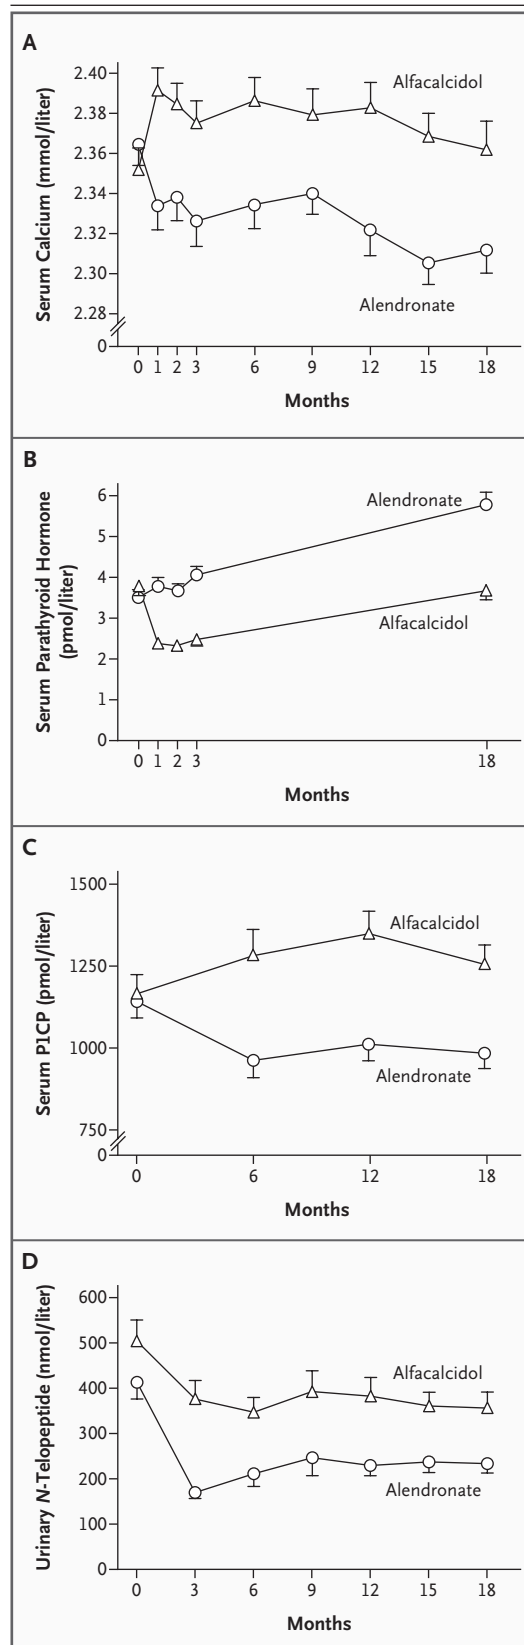 A
Serum Calcium (mmol/liter)
2.40
2.38
2.36
2.34
2.32
2.30
2.28
0
Alfacalcidol
Alendronate
0 1 2 3 6 9 12 15 18
Months
B
Serum Parathyroid Hormone
(pmol/liter)
6
5
4
3
2
1
0
Alendronate
Alfacalcidol
0 1 2 3 18
Months
C
Serum P1CP (pmol/liter)
1500
1250
1000
750
0
Alfacalcidol
Alendronate
0 6 12 18
Months
D
Urinary N-Telopeptide (nmol/liter)
600
500
400
300
200
100
0
Alfacalcidol
Alendronate
0 3 6 9 12 15 18
Months